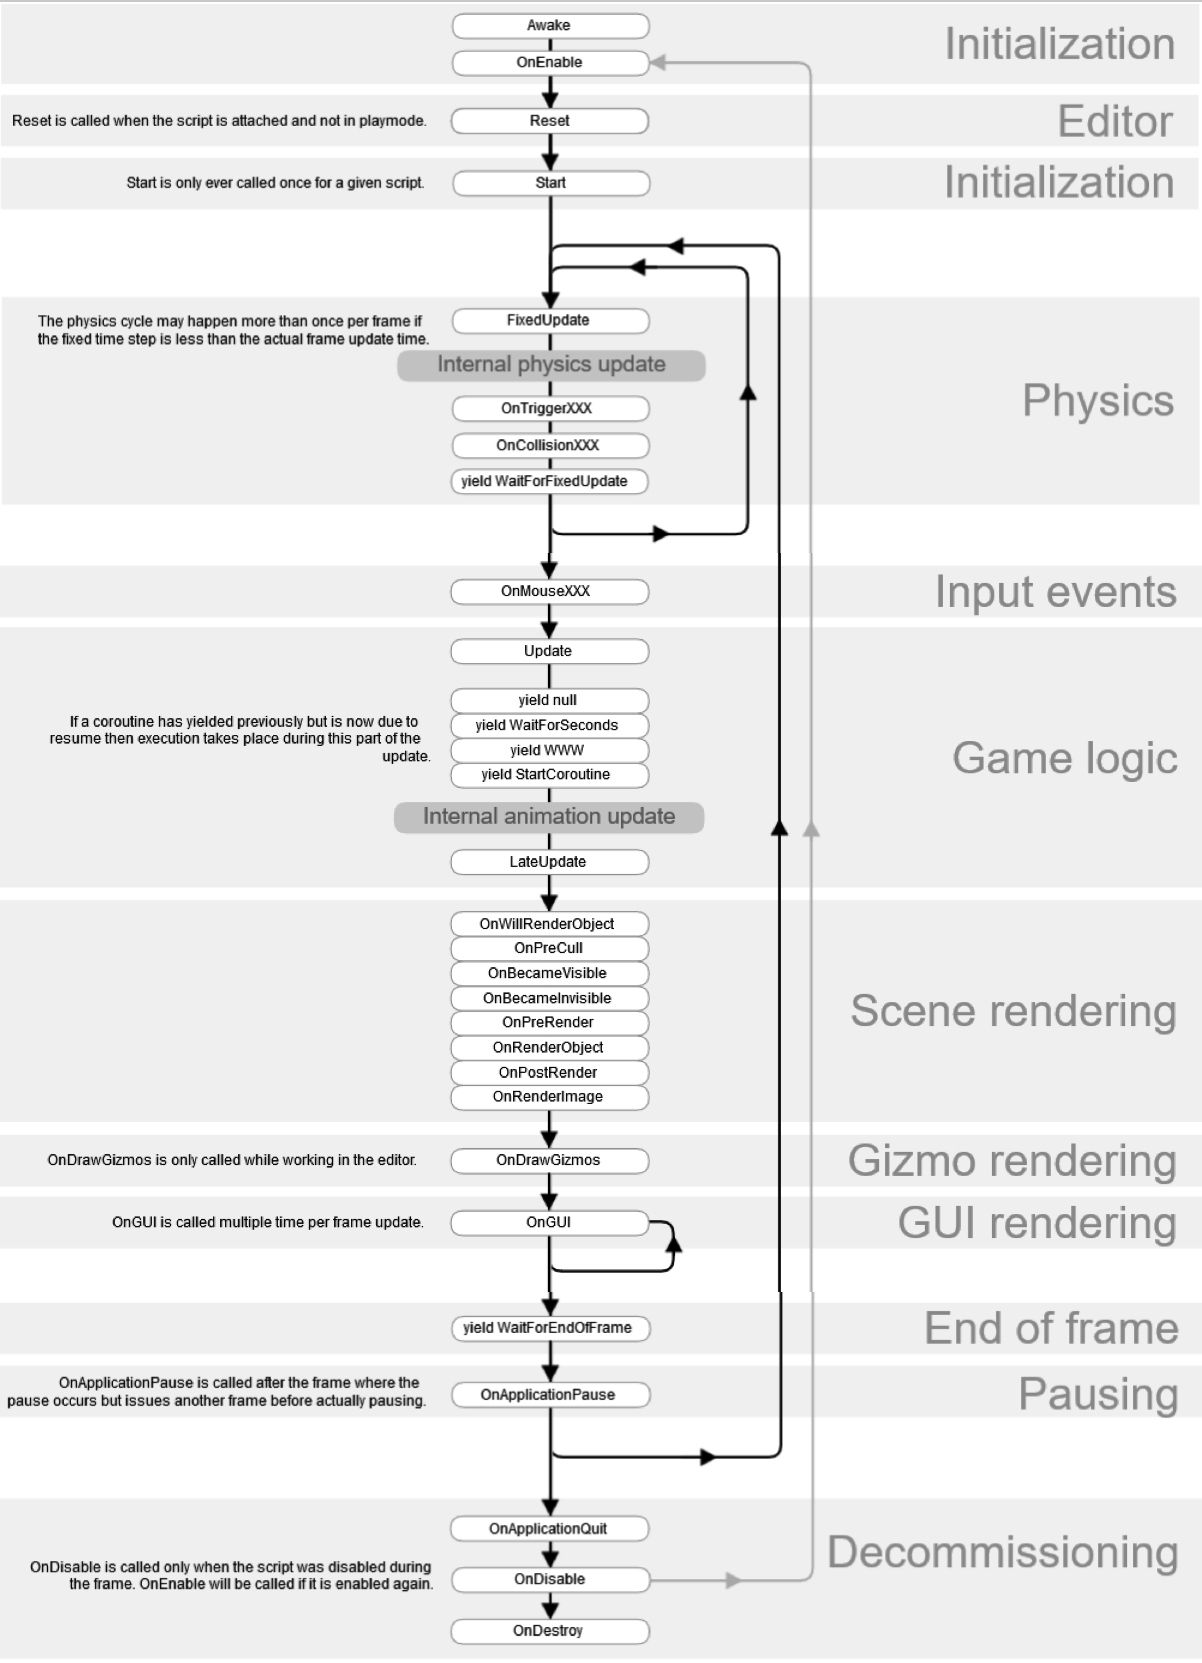 Awake
Initialization
OnEnable
Reset is called when the script is attached and not in playmode.
Reset
Editor
Start is only ever called once for a given script.
Start
Initialization
The physics cycle may happen more than once per frame if
the fixed time step is less than the actual frame update time.
FixedUpdate
Internal physics update
OnTriggerXXX
Physics
OnCollisionXXX
yield WaitForFixedUpdate
OnMouseXXX
Input events
Update
yield null
If a coroutine has yielded previously but is now due to
resume then execution takes place during this part of the
update.
yield WaitForSeconds
yield WWW
yield StartCoroutine
Game logic
Internal animation update
LateUpdate
OnWillRenderObject
OnPreCull
OnBecameVisible
OnBecameInvisible
Scene rendering
OnPreRender
OnRenderObject
OnPostRender
OnRenderImage
OnDrawGizmos is only called while working in the editor.
OnDrawGizmos
Gizmo rendering
OnGUI is called multiple time per frame update.
OnGUI
GUI rendering
yield WaitForEndOfFrame
End of frame
OnApplicationPause is called after the frame where the
pause occurs but issues another frame before actually pausing.
OnApplicationPause
Pausing
OnApplicationQuit
Decommissioning
OnDisable is called only when the script was disabled during
the frame. OnEnable will be called if it is enabled again.
OnDisable
OnDestroy